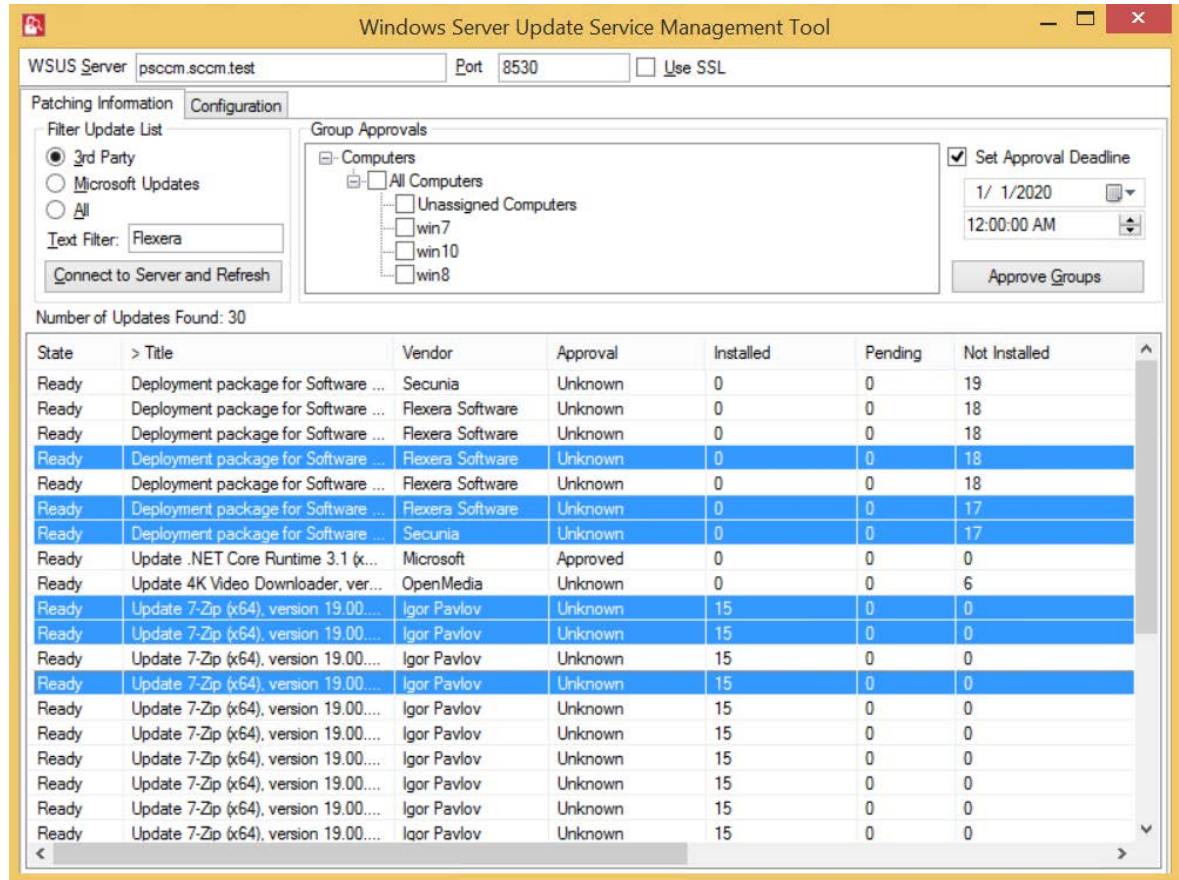 Windows Server Update Service Management Tool
WSUS Server psccm.sccm.test Port 8530 Use SSL
Patching Information Configuration
Filter Update List
3rd Party
Microsoft Updates
All
Text Filter: Flexera
Connect to Server and Refresh
Group Approvals
Computers
All Computers
Unassigned Computers
win7
win10
win8
Set Approval Deadline
1/ 1/2020
12:00:00 AM
Approve Groups
Number of Updates Found: 30
State > Title Vendor Approval Installed Pending Not Installed
Ready Deployment package for Software ... Secunia Unknown 0 0 19
Ready Deployment package for Software ... Flexera Software Unknown 0 0 18
Ready Deployment package for Software ... Flexera Software Unknown 0 0 18
Ready Deployment package for Software ... Flexera Software Unknown 0 0 18
Ready Deployment package for Software ... Flexera Software Unknown 0 0 18
Ready Deployment package for Software ... Flexera Software Unknown 0 0 17
Ready Deployment package for Software ... Secunia Unknown 0 0 17
Ready Update .NET Core Runtime 3.1 (x... Microsoft Approved 0 0 0
Ready Update 4K Video Downloader, ver... OpenMedia Unknown 0 0 6
Ready Update 7-Zip (x64), version 19.00.... Igor Pavlov Unknown 15 0 0
Ready Update 7-Zip (x64), version 19.00.... Igor Pavlov Unknown 15 0 0
Ready Update 7-Zip (x64), version 19.00.... Igor Pavlov Unknown 15 0 0
Ready Update 7-Zip (x64), version 19.00.... Igor Pavlov Unknown 15 0 0
Ready Update 7-Zip (x64), version 19.00.... Igor Pavlov Unknown 15 0 0
Ready Update 7-Zip (x64), version 19.00.... Igor Pavlov Unknown 15 0 0
Ready Update 7-Zip (x64), version 19.00.... Igor Pavlov Unknown 15 0 0
Ready Update 7-Zip (x64), version 19.00.... Igor Pavlov Unknown 15 0 0
Ready Update 7-Zip (x64), version 19.00.... Igor Pavlov Unknown 15 0 0
Ready Update 7-Zip (x64), version 19.00.... Igor Pavlov Unknown 15 0 0